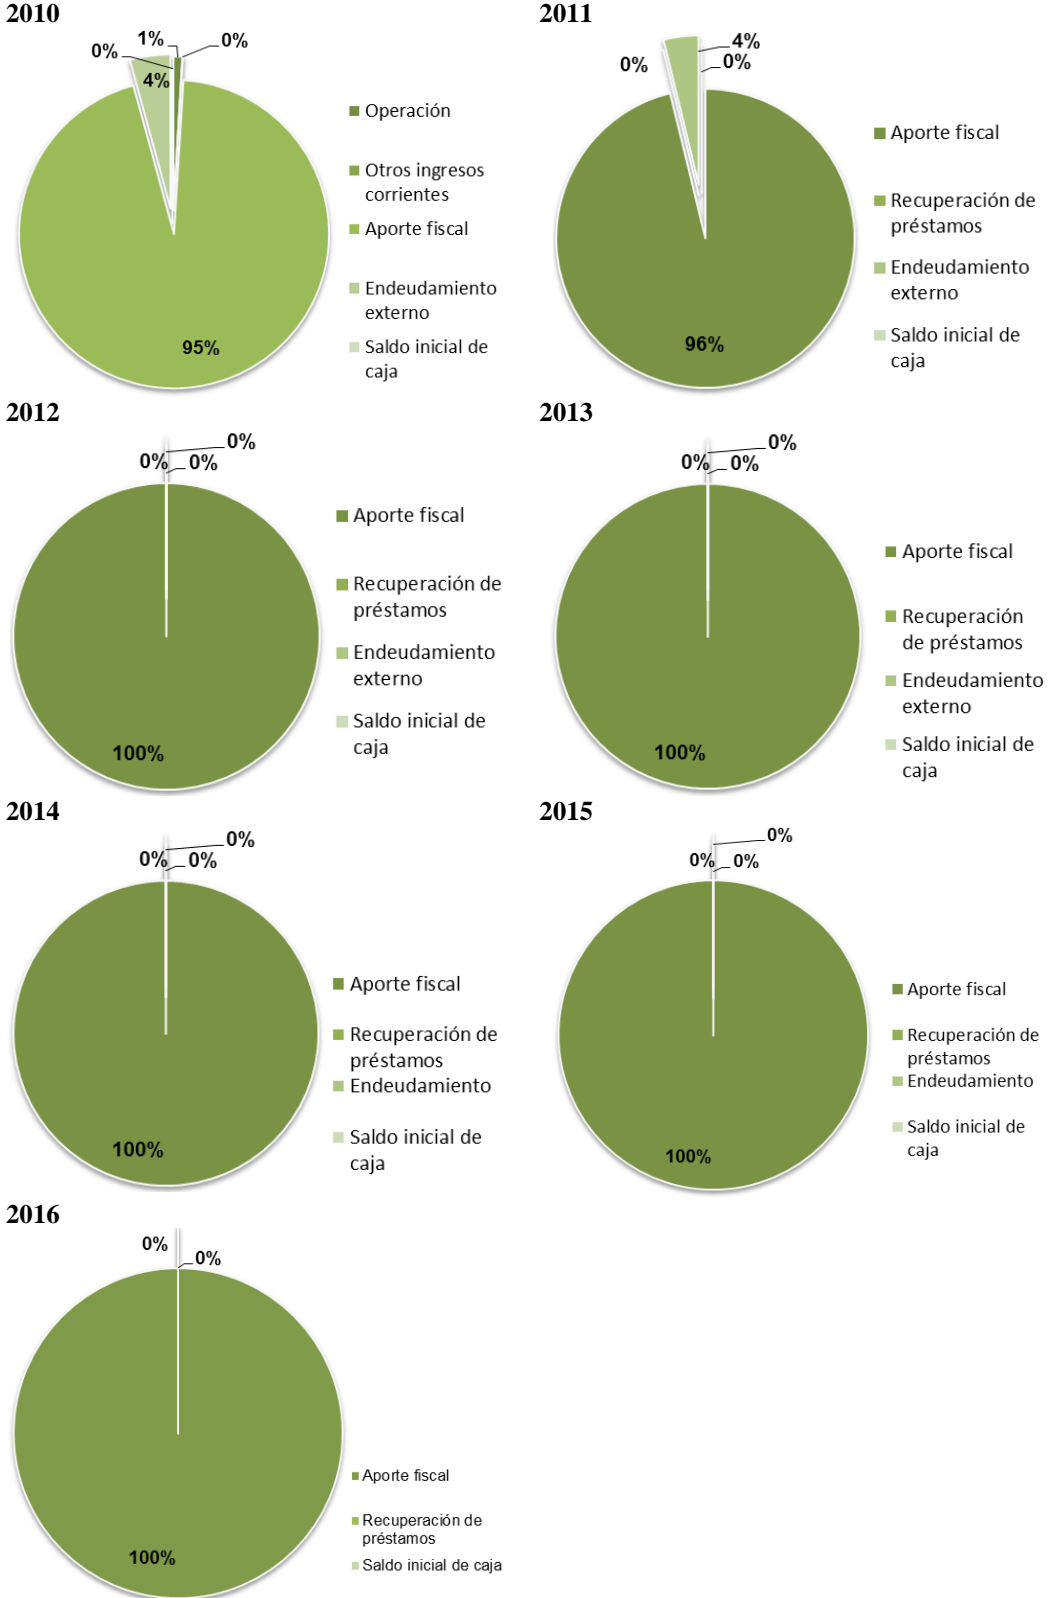 2010
1%
0%
0%
4%
95%
Operación
Otros ingresos
corrientes
Aporte fiscal
Endeudamiento
externo
Saldo inicial de
caja
2011
4%
0%
0%
96%
Aporte fiscal
Recuperación de
préstamos
Endeudamiento
externo
Saldo inicial de
caja
2012
0%
0%
0%
100%
Aporte fiscal
Recuperación de
préstamos
Endeudamiento
externo
Saldo inicial de
caja
2013
0%
0%
0%
100%
Aporte fiscal
Recuperación
de préstamos
Endeudamiento
externo
Saldo inicial de
caja
2014
0%
0%
0%
100%
Aporte fiscal
Recuperación de
préstamos
Endeudamiento
Saldo inicial de
caja
2015
0%
0%
0%
100%
Aporte fiscal
Recuperación de
préstamos
Endeudamiento
Saldo inicial de
caja
2016
0%
0%
100%
Aporte fiscal
Recuperación de
préstamos
Saldo inicial de caja